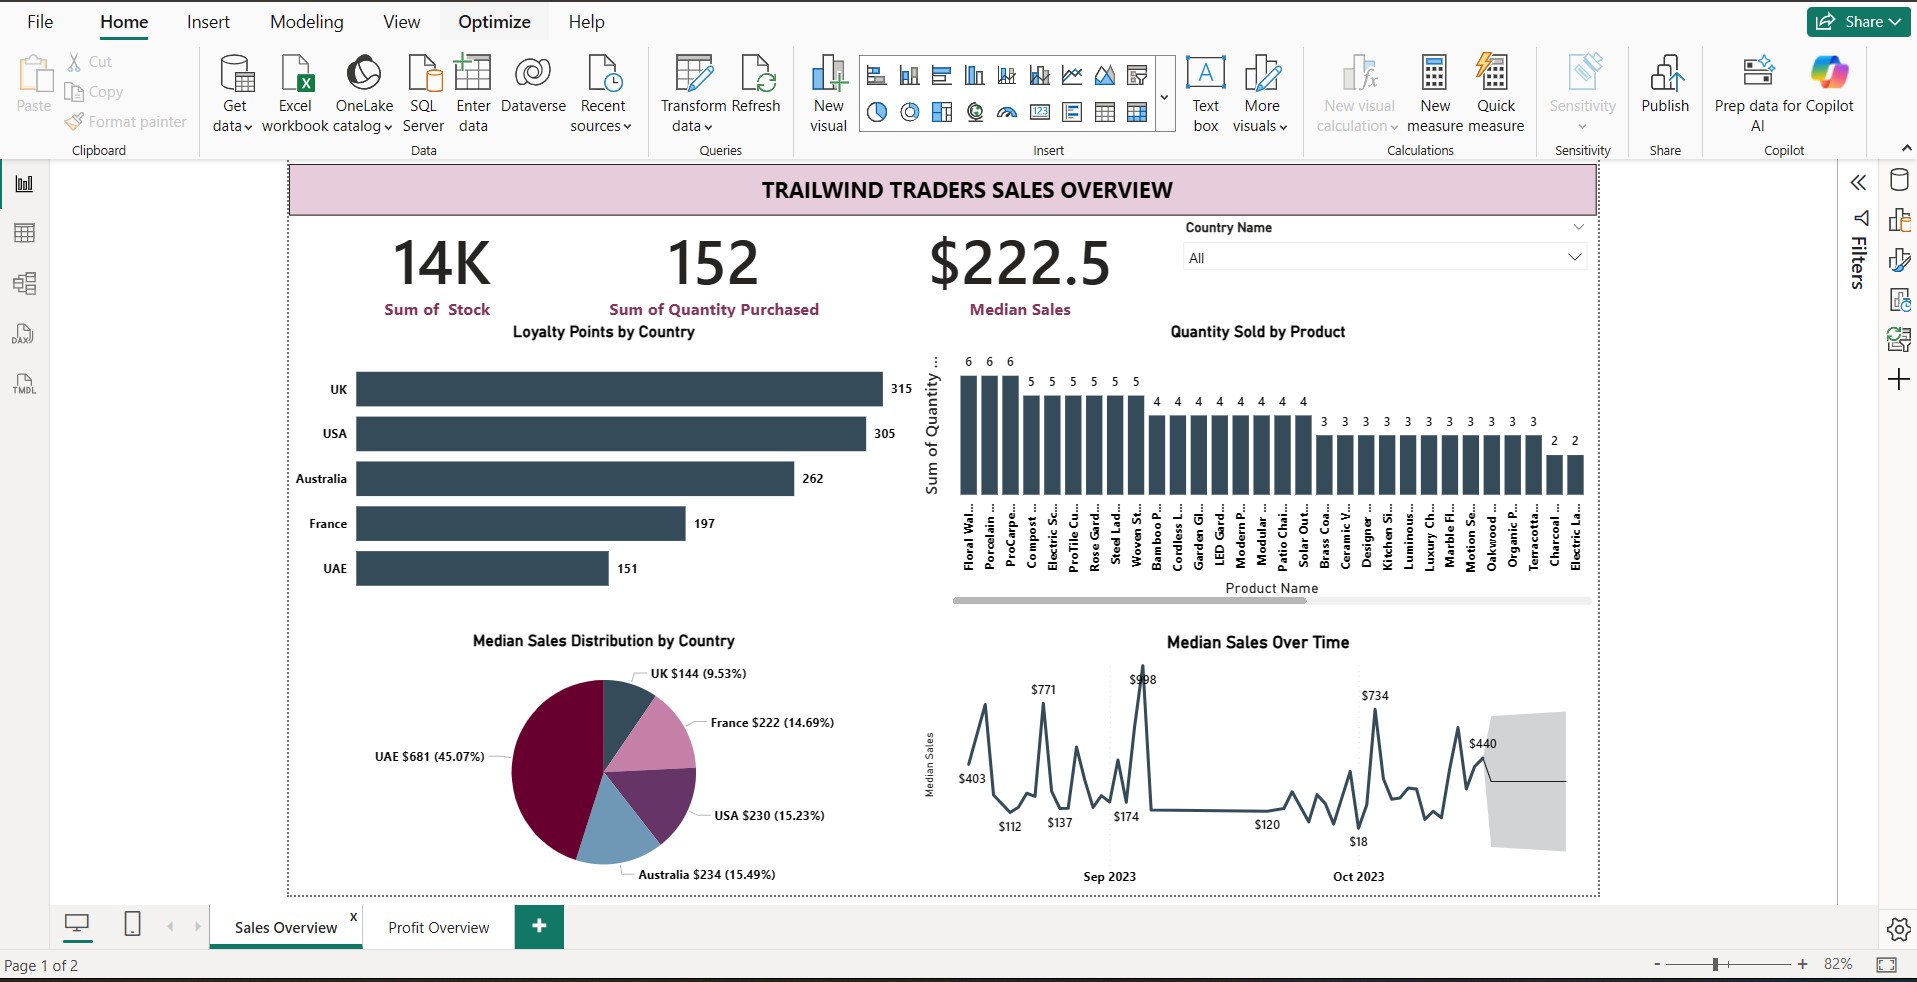 File Home Insert Modeling View Optimize Help
Share
Paste
Cut
Copy
Format painter
Clipboard
Get data
Excel workbook
OneLake catalog
SQL Server
Enter data
Dataverse
Recent sources
Data
Transform data
Refresh
Queries
New visual
Text box
More visuals
Insert
New visual calculation
New measure
Quick measure
Calculations
Sensitivity
Sensitivity
Publish
Share
Prep data for AI
Copilot
Copilot
DAX
TMDL
Filters
TRAILWIND TRADERS SALES OVERVIEW
14K
Sum of Stock
152
Sum of Quantity Purchased
$222.5
Median Sales
Country Name
All
Loyalty Points by Country
UK 315
USA 305
Australia 262
France 197
UAE 151
Quantity Sold by Product
Sum of Quantity ...
6 6 6 5 5 5 5 5 5 4 4 4 4 4 4 4 4 3 3 3 3 3 3 3 3 3 3 3 2 2
Floral Wal...
Porcelain ...
ProCarpe...
Compost ...
Electric Sc...
ProTile Cu...
Rose Gard...
Steel Lad...
Woven St...
Bamboo P...
Cordless L...
Garden Gl...
LED Gard...
Modern P...
Modular ...
Patio Chai...
Solar Out...
Brass Coa...
Ceramic V...
Designer ...
Kitchen Si...
Luminous...
Luxury Ch...
Marble Fl...
Motion Se...
Oakwood ...
Organic P...
Terracotta...
Charcoal ...
Electric La...
Product Name
Median Sales Distribution by Country
UK $144 (9.53%)
France $222 (14.69%)
UAE $681 (45.07%)
USA $230 (15.23%)
Australia $234 (15.49%)
Median Sales Over Time
Median Sales
$403
$112
$771
$137
$174
$998
$120
$18
$734
$440
Sep 2023
Oct 2023
Sales Overview x
Profit Overview
+
Page 1 of 2
- + 82%